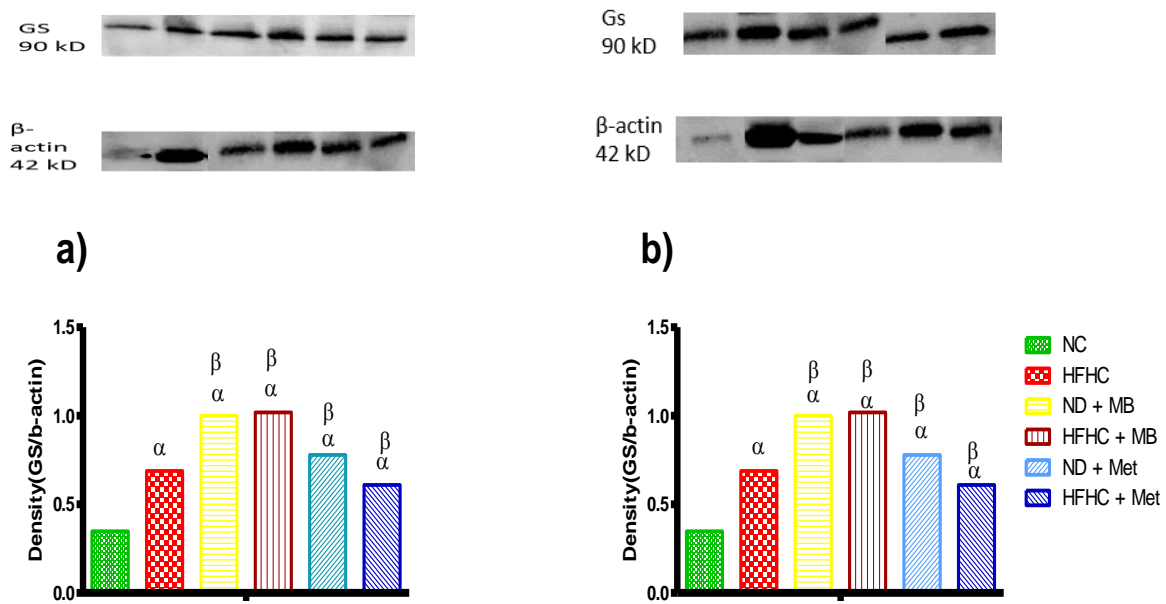 GS
90 kD
β-
actin
42 kD
Gs
90 kD
β-actin
42 kD
a)
b)
Density(GS/b-actin)
1.5
1.0
0.5
0.0
α
β
α
β
α
β
α
β
α
Density(GS/b-actin)
1.5
1.0
0.5
0.0
α
β
α
β
α
β
α
β
α
NC
HFHC
ND + MB
HFHC + MB
ND + Met
HFHC + Met